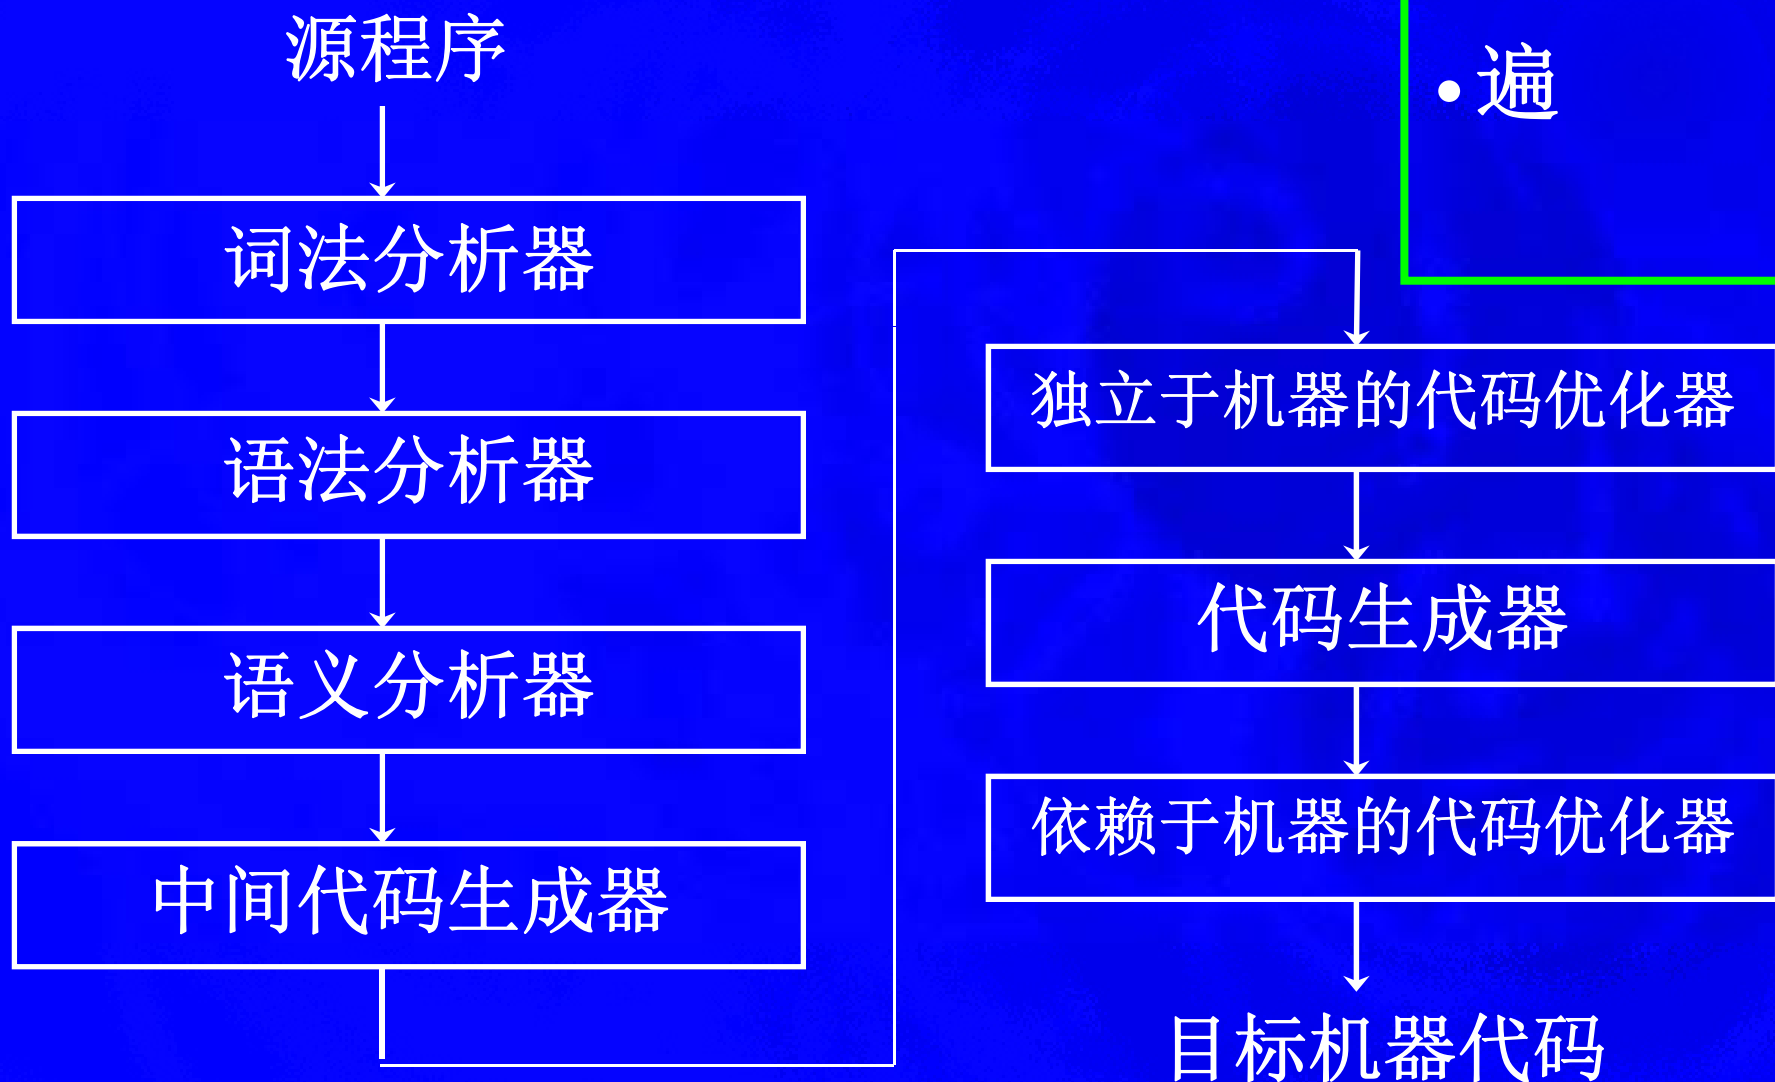 源程序
词法分析器
语法分析器
语义分析器
中间代码生成器
•遍
独立于机器的代码优化器
代码生成器
依赖于机器的代码优化器
目标机器代码